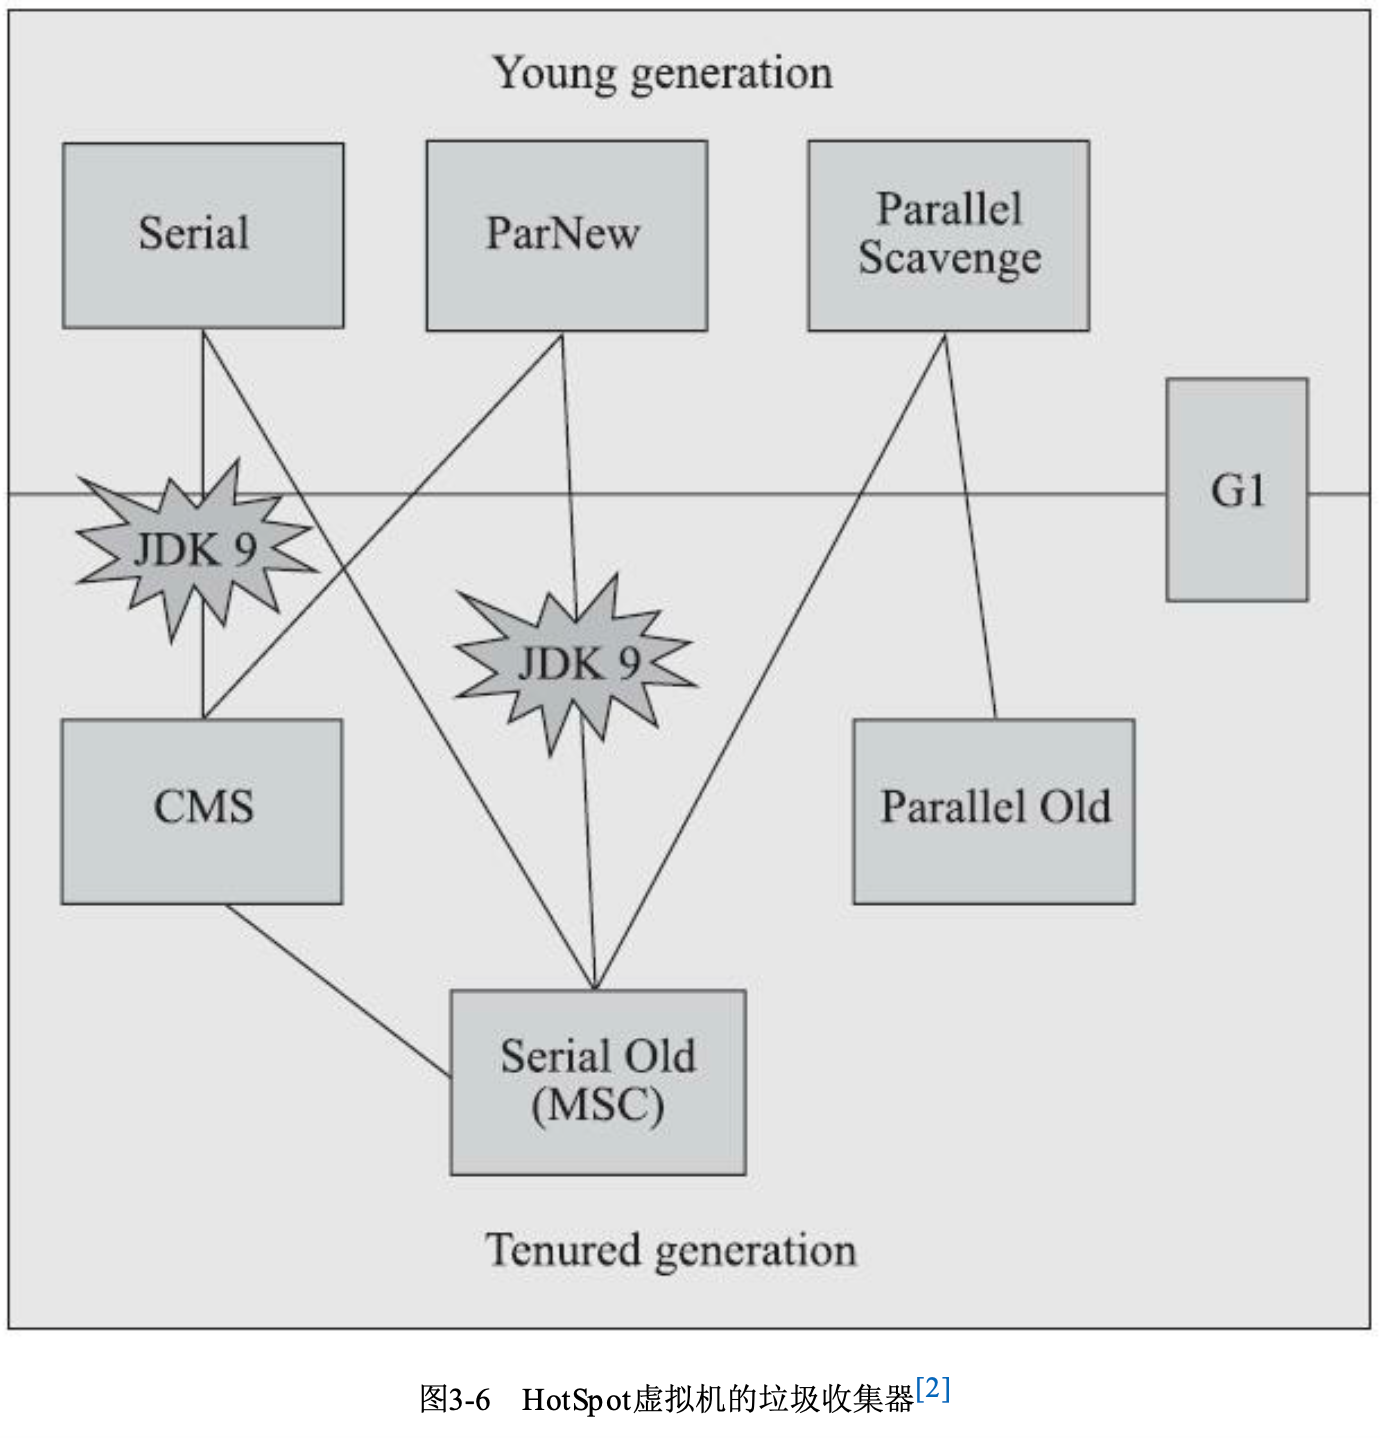 Young generation
Serial
ParNew
Parallel
Scavenge
G1
JDK 9
JDK 9
CMS
Parallel Old
Serial Old
(MSC)
Tenured generation
图3-6 HotSpot虚拟机的垃圾收集器[2]